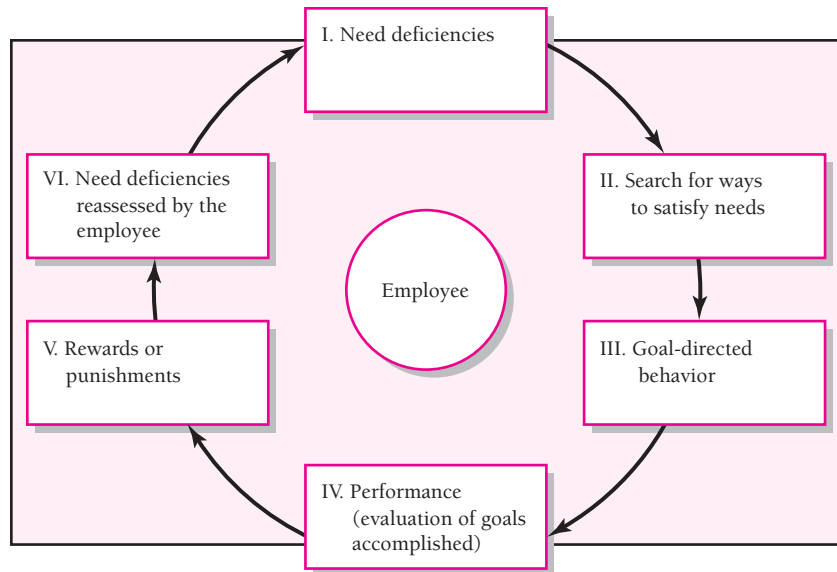 I. Need deficiencies
II. Search for ways
to satisfy needs
III. Goal-directed
behavior
IV. Performance
(evaluation of goals
accomplished)
V. Rewards or
punishments
VI. Need deficiencies
reassessed by the
employee
Employee